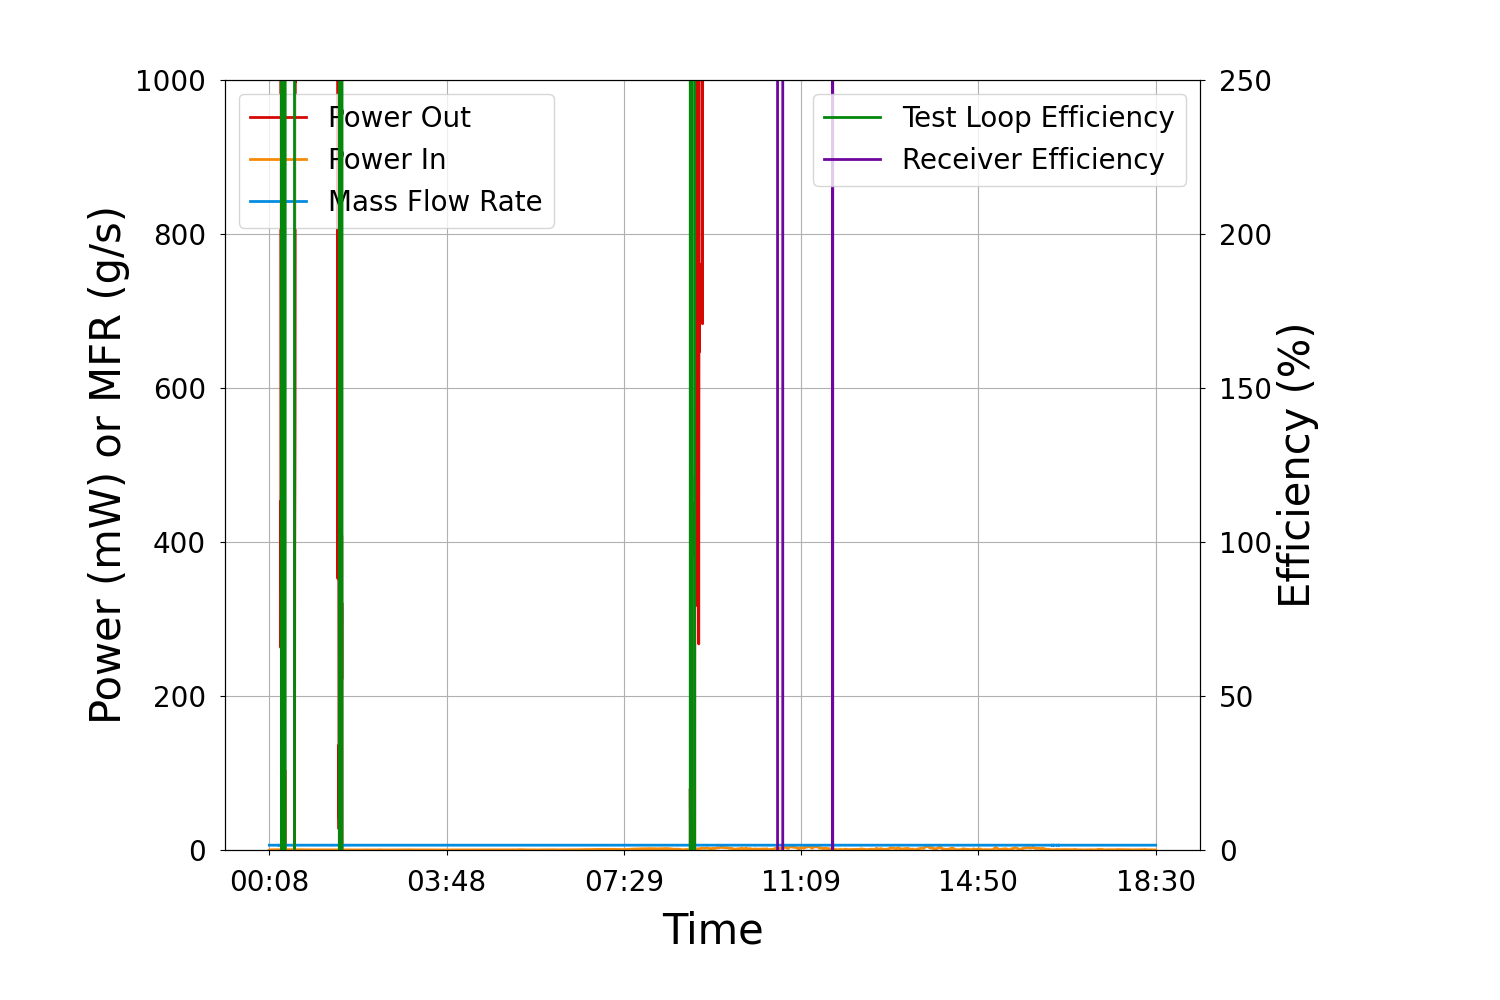 1000
800
600
400
200
0
Power (mW) or MFR (g/s)
Power Out
Power In
Mass Flow Rate
Test Loop Efficiency
Receiver Efficiency
250
200
150
100
50
0
Efficiency (%)
00:08 03:48 07:29 11:09 14:50 18:30
Time